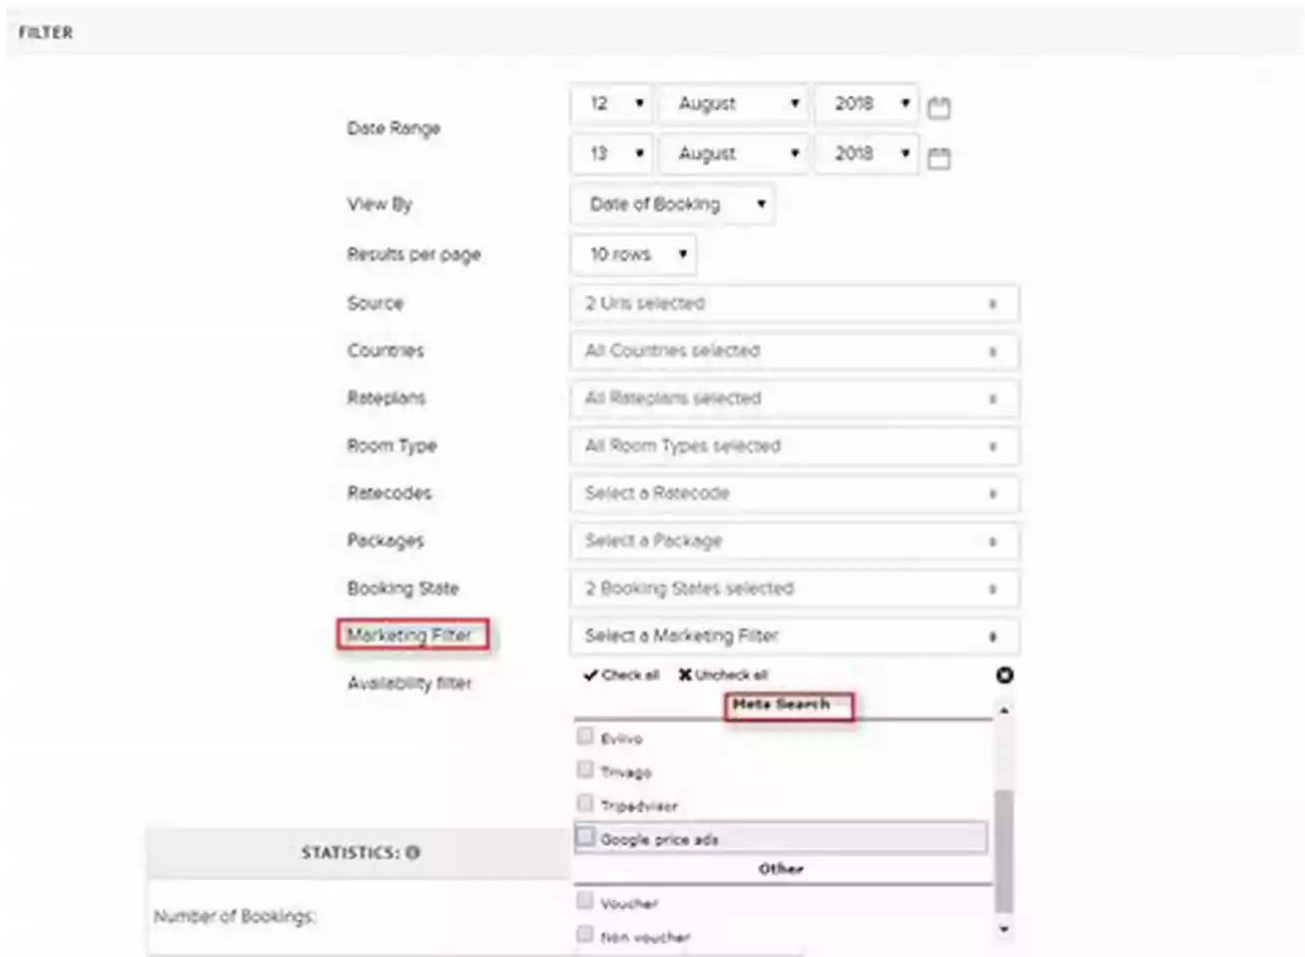 FILTER
Date Range
12 August 2018
13 August 2018
View By Date of Booking
Results per page 10 rows
Source 2 Urls selected
Countries All Countries selected
Rateplans All Rateplans selected
Room Type All Room Types selected
Ratecodes Select a Ratecode
Packages Select a Package
Booking State 2 Booking States selected
Marketing Filter Select a Marketing Filter
Availability filter
Check all Uncheck all
Meta Search
Eviivo
Trivago
Tripadvisor
Google price ads
Other
Voucher
Non voucher
STATISTICS:
Number of Bookings: